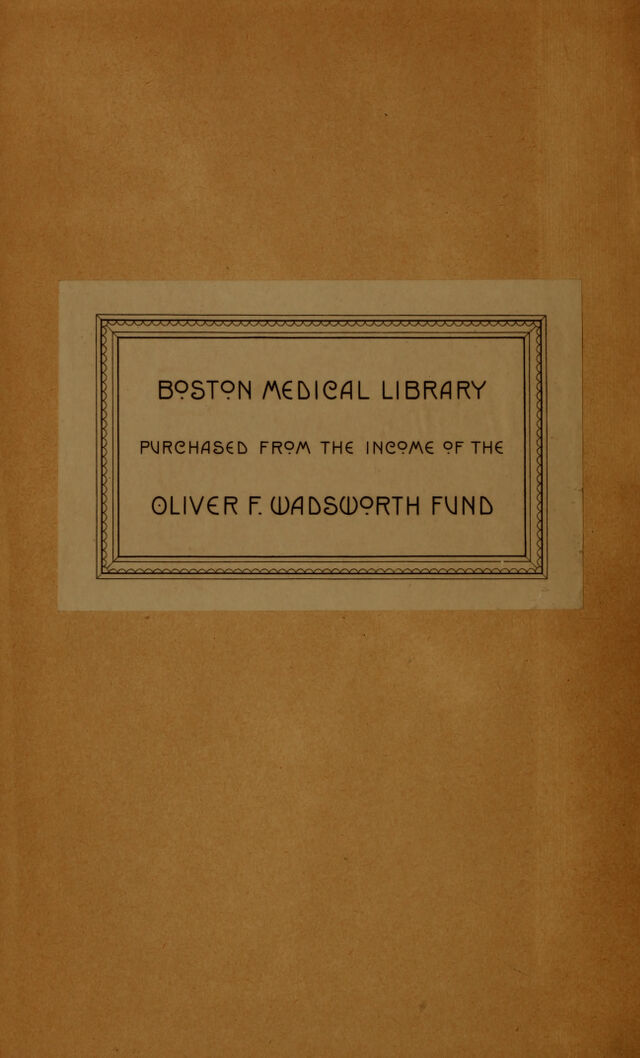 BOSTON MEDICAL LIBRARY
PURCHASED FROM THE INCOME OF THE
OLIVER F. WADSWORTH FUND